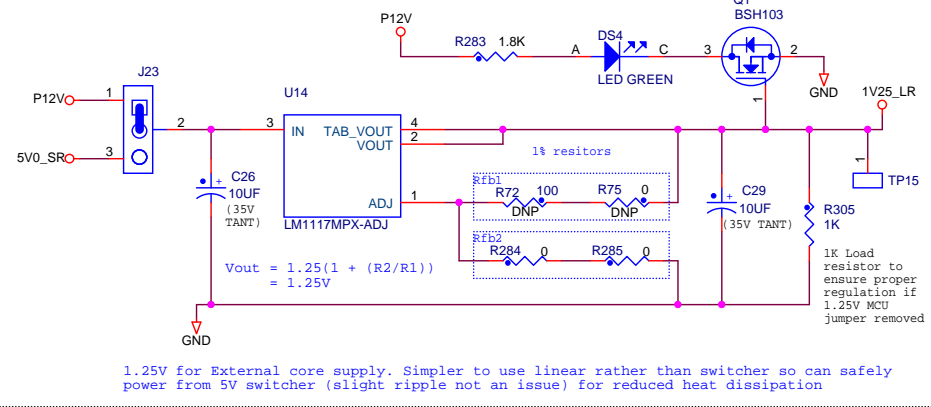 Q1
BSH103
P12V
R283 1.8K
DS4
A C
LED GREEN
3 2
1
GND
1V25_LR
J23
P12V 1
2
5V0_SR 3
U14
3 IN TAB_VOUT 4
VOUT 2
ADJ 1
LM1117MPX-ADJ
C26
10UF
(35V
TANT)
1% resitors
Rfb1
R72 100 R75 0
DNP DNP
Rfb2
R284 0 R285 0
C29
10UF
(35V TANT)
R305
1K
1
TP15
1K Load
resistor to
ensure proper
regulation if
1.25V MCU
jumper removed
Vout = 1.25(1 + (R2/R1))
= 1.25V
GND
1.25V for External core supply. Simpler to use linear rather than switcher so can safely
power from 5V switcher (slight ripple not an issue) for reduced heat dissipation